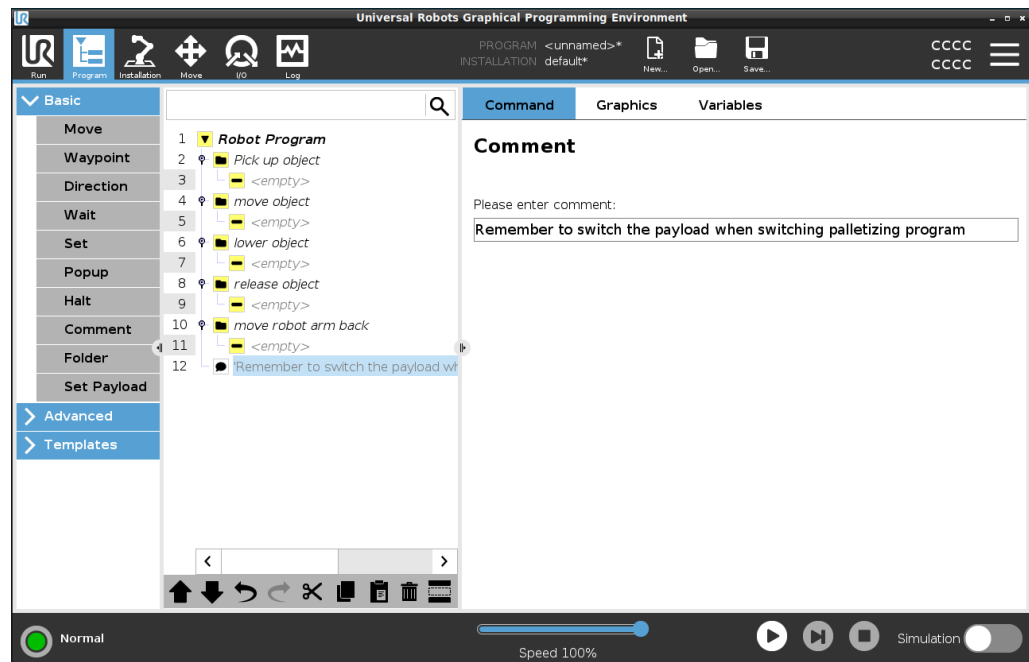 Universal Robots Graphical Programming Environment
UR
Run
Program
Installation
Move
I/O
Log
PROGRAM <unnamed>*
INSTALLATION default*
New...
Open...
Save...
CCCC
CCCC
Basic
Move
Waypoint
Direction
Wait
Set
Popup
Halt
Comment
Folder
Set Payload
Advanced
Templates
1 Robot Program
2 Pick up object
3 <empty>
4 move object
5 <empty>
6 lower object
7 <empty>
8 release object
9 <empty>
10 move robot arm back
11 <empty>
12 'Remember to switch the payload wh
Command Graphics Variables
Comment
Please enter comment:
Remember to switch the payload when switching palletizing program
Normal
Speed 100%
Simulation